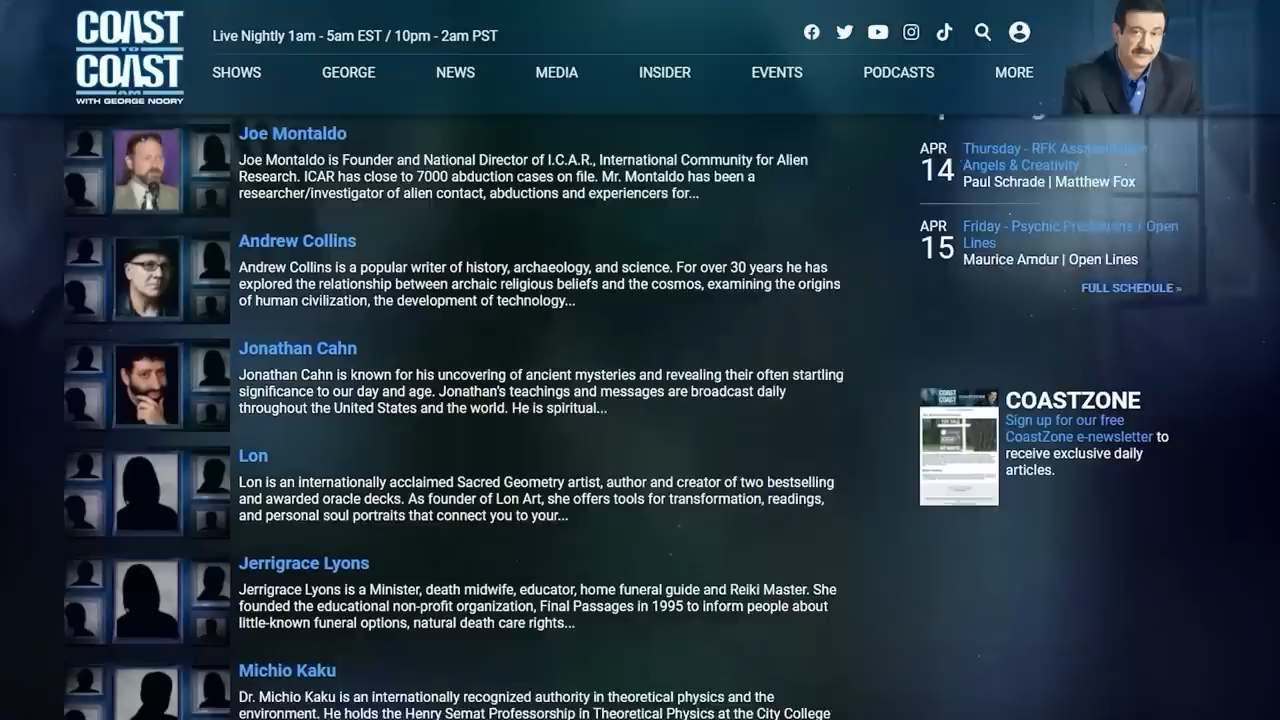 COAST
TO
COAST
AM
WITH GEORGE NOORY
Live Nightly 1am - 5am EST / 10pm - 2am PST
SHOWS GEORGE NEWS MEDIA INSIDER EVENTS PODCASTS MORE
Joe Montaldo
Joe Montaldo is Founder and National Director of I.C.A.R., International Community for Alien
Research. ICAR has close to 7000 abduction cases on file. Mr. Montaldo has been a
researcher/investigator of alien contact, abductions and experiencers for...
Andrew Collins
Andrew Collins is a popular writer of history, archaeology, and science. For over 30 years he has
explored the relationship between archaic religious beliefs and the cosmos, examining the origins
of human civilization, the development of technology...
Jonathan Cahn
Jonathan Cahn is known for his uncovering of ancient mysteries and revealing their often startling
significance to our day and age. Jonathan's teachings and messages are broadcast daily
throughout the United States and the world. He is spiritual...
Lon
Lon is an internationally acclaimed Sacred Geometry artist, author and creator of two bestselling
and awarded oracle decks. As founder of Lon Art, she offers tools for transformation, readings,
and personal soul portraits that connect you to your...
Jerrigrace Lyons
Jerrigrace Lyons is a Minister, death midwife, educator, home funeral guide and Reiki Master. She
founded the educational non-profit organization, Final Passages in 1995 to inform people about
little-known funeral options, natural death care rights...
Michio Kaku
Dr. Michio Kaku is an internationally recognized authority in theoretical physics and the
environment. He holds the Henry Semat Professorship in Theoretical Physics at the City College
APR
14
Thursday - RFK
Angels & Creativity
Paul Schrade | Matthew Fox
APR
15
Friday - Psychic Predictions / Open
Lines
Maurice Amdur | Open Lines
FULL SCHEDULE »
COASTZONE
Sign up for our free
CoastZone e-newsletter to
receive exclusive daily
articles.